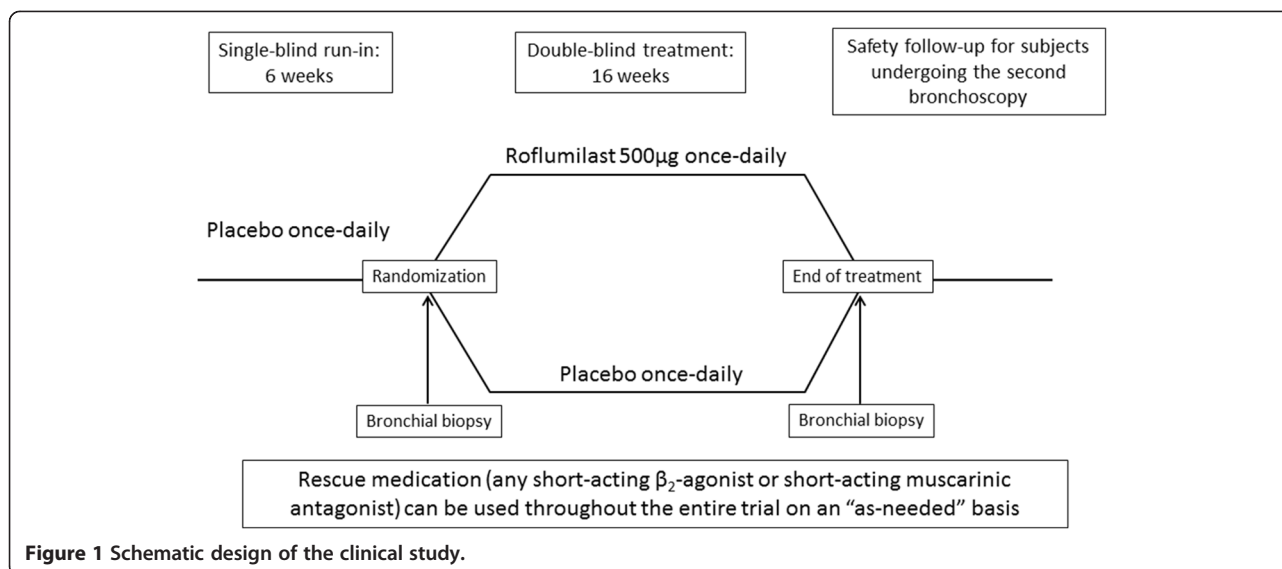 Single-blind run-in:
6 weeks
Double-blind treatment:
16 weeks
Safety follow-up for subjects
undergoing the second
bronchoscopy
Roflumilast 500µg once-daily
Placebo once-daily
Randomization
End of treatment
Placebo once-daily
Bronchial biopsy
Bronchial biopsy
Rescue medication (any short-acting β₂-agonist or short-acting muscarinic
antagonist) can be used throughout the entire trial on an “as-needed” basis
Figure 1 Schematic design of the clinical study.